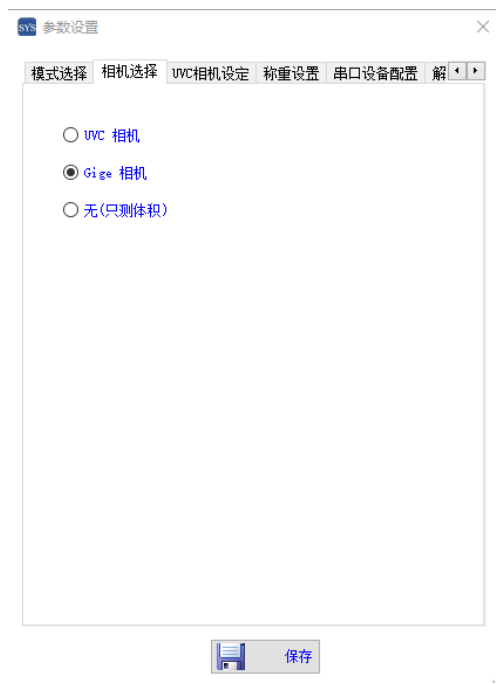 SYS 参数设置
模式选择 相机选择 UVC相机设定 称重设置 串口设备配置 解
UVC 相机
Gige 相机
无(只测体积)
保存